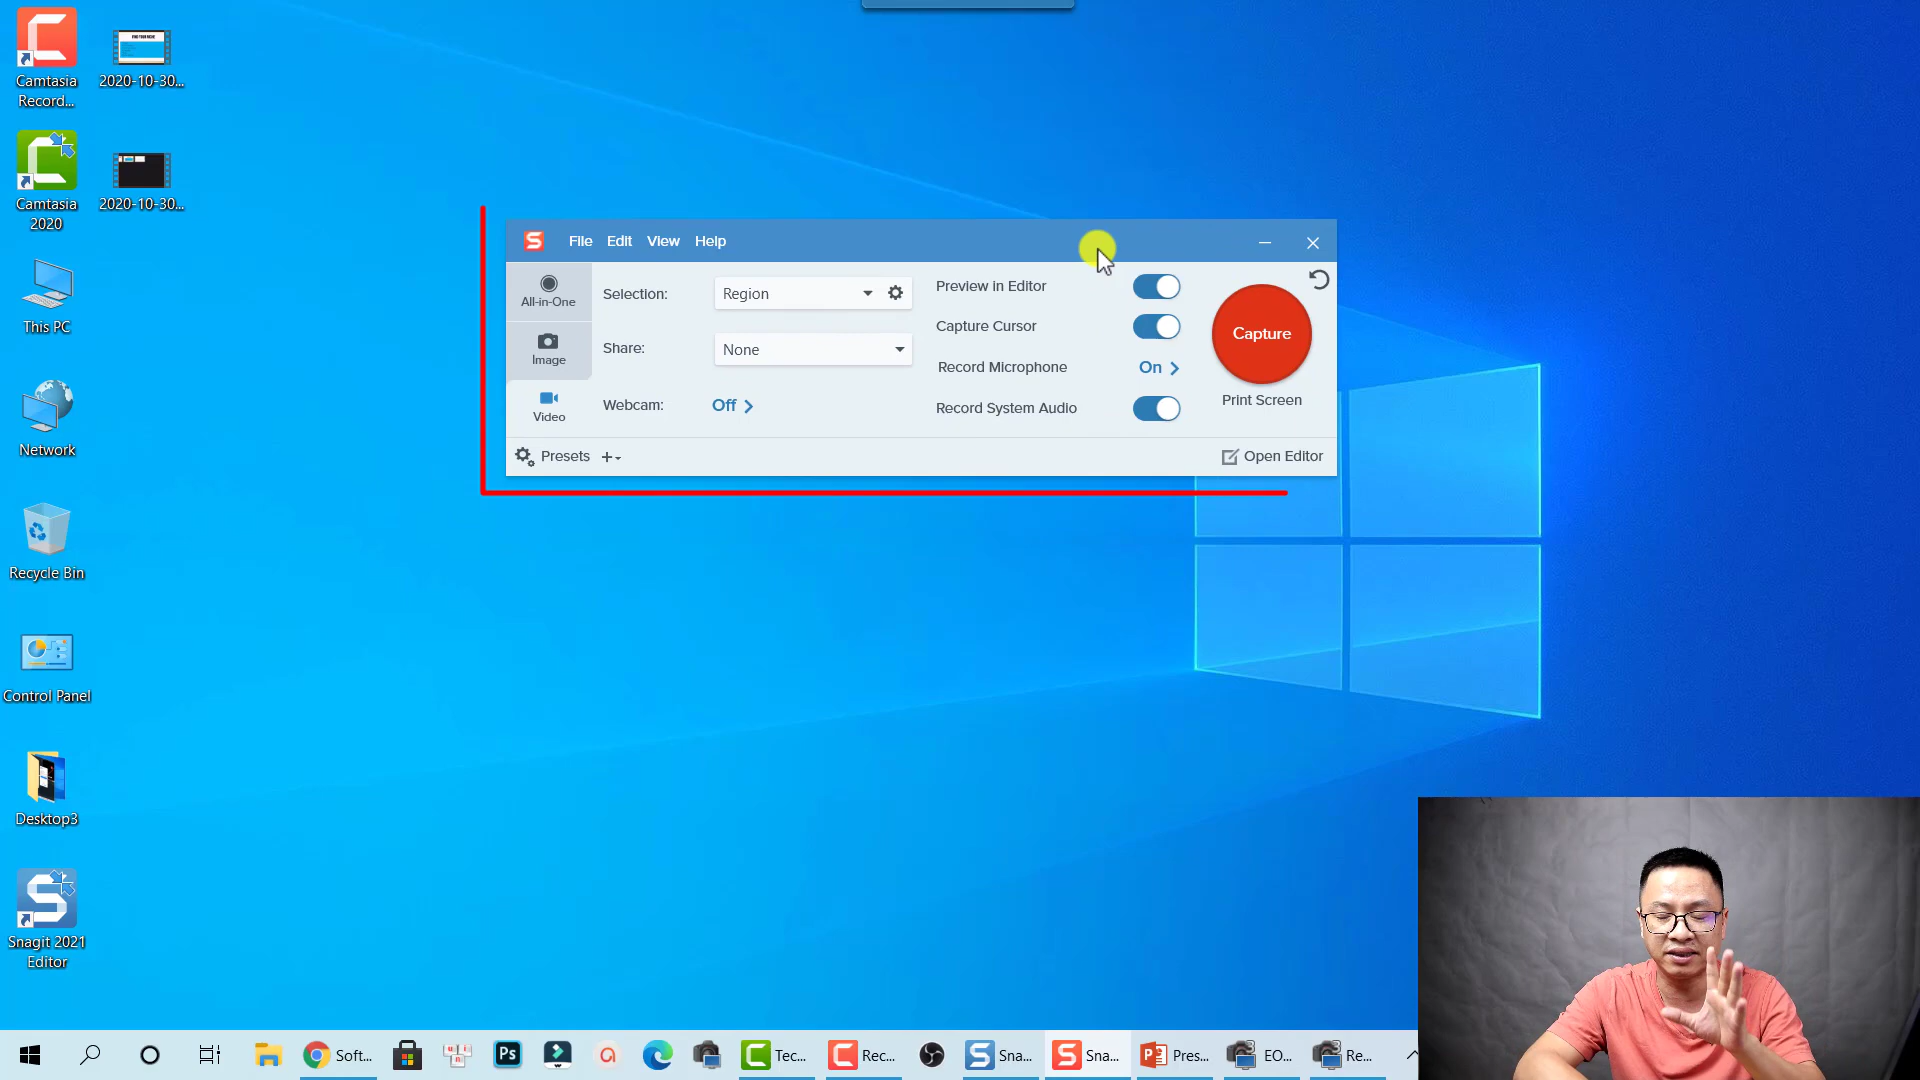 Camtasia
Record...
2020-10-30...
Camtasia
2020
2020-10-30...
This PC
Network
Recycle Bin
Control Panel
Desktop3
Snagit 2021
Editor
File Edit View Help
All-in-One
Image
Video
Selection: Region
Share: None
Webcam: Off
Preview in Editor
Capture Cursor
Record Microphone On
Record System Audio
Capture
Print Screen
Presets
Open Editor
Soft...
Ps
Tec...
Rec...
Sna...
Sna...
Pres...
EO...
Re...